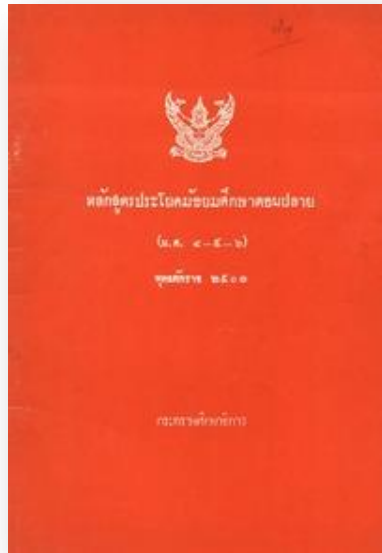 หลักสูตรประโยคมัธยมศึกษาตอนปลาย
(ม.ศ. ๔-๕-๖)
พุทธศักราช
กระทรวงศึกษาธิการ